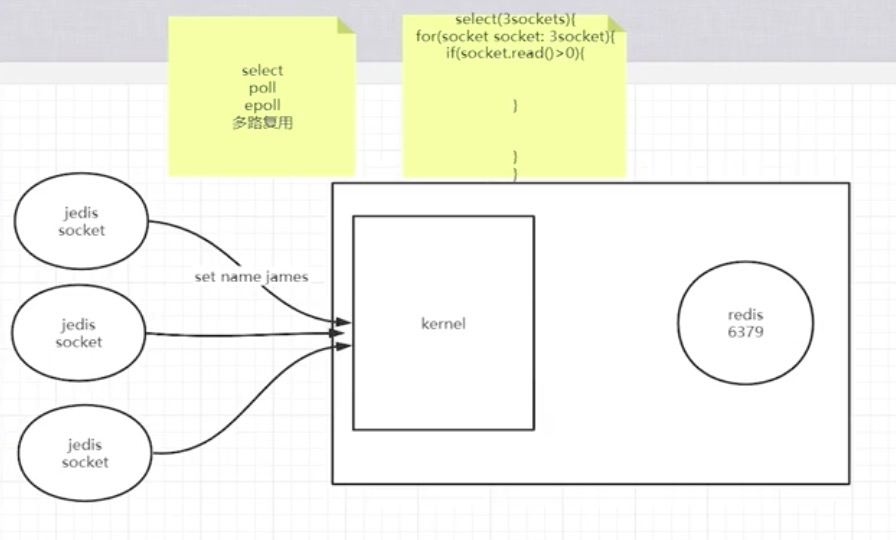 select
poll
epoll
多路复用
select(3sockets){
for(socket socket: 3socket){
if(socket.read()>0){
}
}
}
jedis
socket
set name james
jedis
socket
jedis
socket
kernel
redis
6379